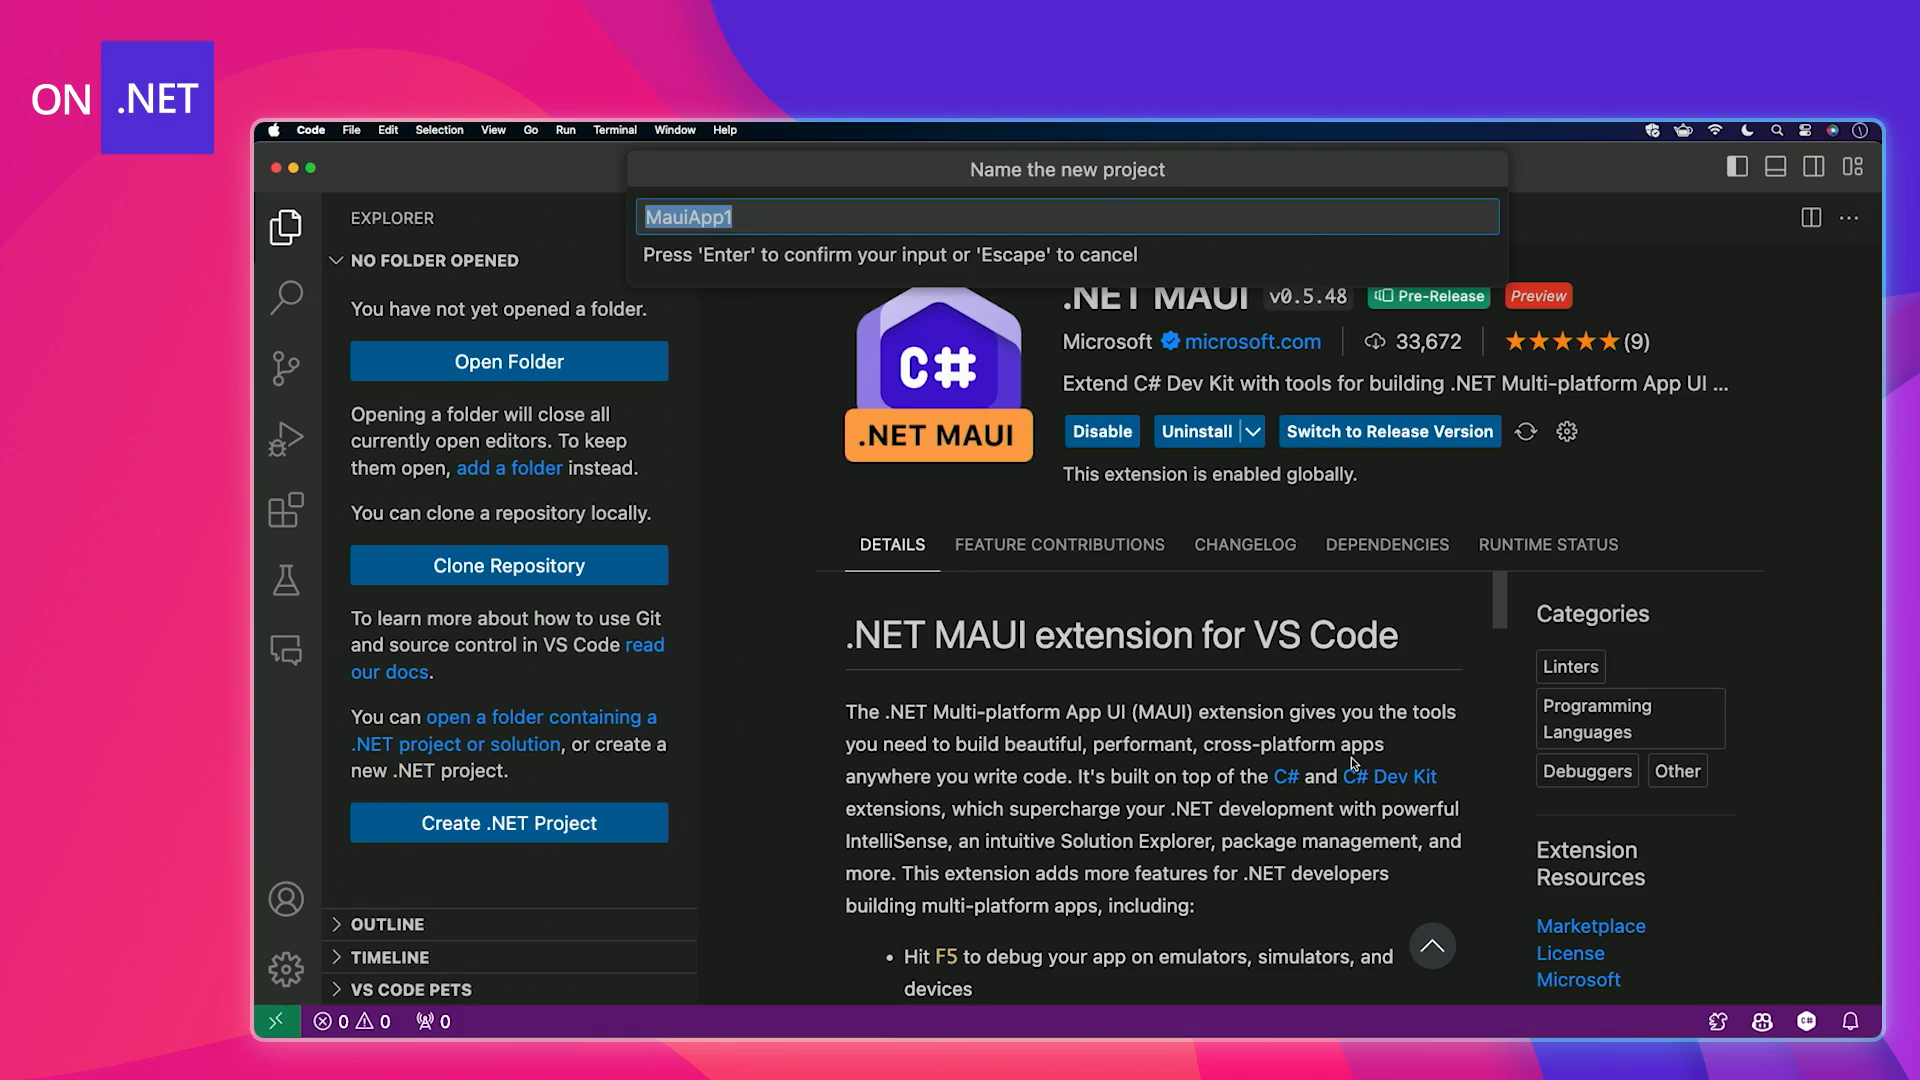 ON .NET
Code File Edit Selection View Go Run Terminal Window Help
Name the new project
MauiApp1
Press 'Enter' to confirm your input or 'Escape' to cancel
EXPLORER
NO FOLDER OPENED
You have not yet opened a folder.
Open Folder
Opening a folder will close all
currently open editors. To keep
them open, add a folder instead.
You can clone a repository locally.
Clone Repository
To learn more about how to use Git
and source control in VS Code read
our docs.
You can open a folder containing a
.NET project or solution, or create a
new .NET project.
Create .NET Project
OUTLINE
TIMELINE
VS CODE PETS
C#
.NET MAUI
.NET MAUI v0.5.48 Pre-Release Preview
Microsoft microsoft.com 33,672 (9)
Extend C# Dev Kit with tools for building .NET Multi-platform App UI ...
Disable Uninstall Switch to Release Version
This extension is enabled globally.
DETAILS FEATURE CONTRIBUTIONS CHANGELOG DEPENDENCIES RUNTIME STATUS
.NET MAUI extension for VS Code
The .NET Multi-platform App UI (MAUI) extension gives you the tools
you need to build beautiful, performant, cross-platform apps
anywhere you write code. It's built on top of the C# and C# Dev Kit
extensions, which supercharge your .NET development with powerful
IntelliSense, an intuitive Solution Explorer, package management, and
more. This extension adds more features for .NET developers
building multi-platform apps, including:
• Hit F5 to debug your app on emulators, simulators, and
devices
Categories
Linters
Programming
Languages
Debuggers Other
Extension
Resources
Marketplace
License
Microsoft
0 0 0 C#